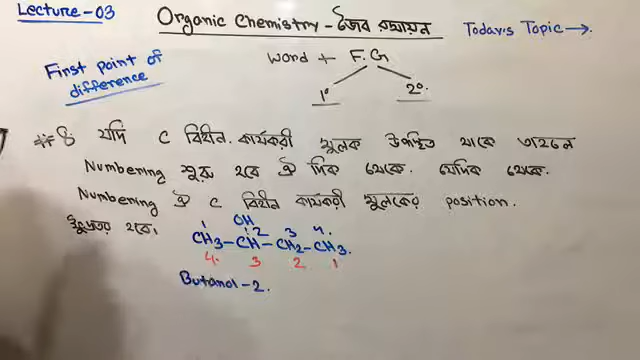 Lecture-03
Organic Chemistry - জৈব রসায়ন
Today's Topic →.
First point of
difference
word + F.G
1° 2°.
# 8 যদি C বিহীন কার্যকরী মূলক উপস্থিত থাকে তাহলে
Numbering শুরু হবে ঐ দিক থেকে. যেদিক থেকে.
Numbering ঐ C বিহীন কার্যকরী মূলকের position.
ক্ষুদ্রতর হবে।
OH
1 2 3 4.
CH3-CH-CH2-CH3.
4. 3 2 1
Butanol-2.